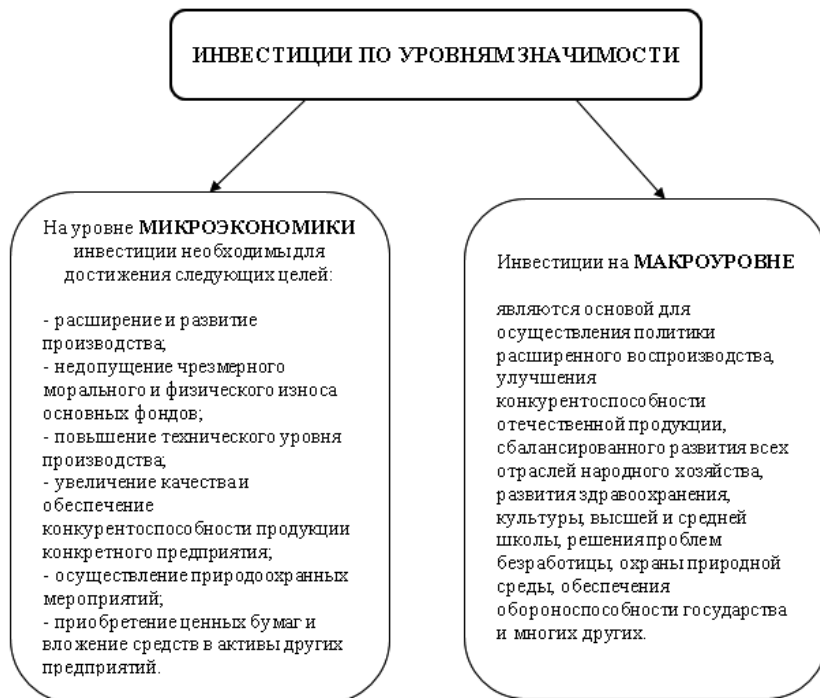 ИНВЕСТИЦИИ ПО УРОВНЯМ ЗНАЧИМОСТИ
На уровне МИКРОЭКОНОМИКИ
инвестиции необходимы для
достижения следующих целей:
- расширение и развитие
производства;
- недопущение чрезмерного
морального и физического износа
основных фондов;
- повышение технического уровня
производства;
- увеличение качества и
обеспечение
конкурентоспособности продукции
конкретного предприятия;
- осуществление природоохранных
мероприятий;
- приобретение ценных бумаг и
вложение средств в активы других
предприятий.
Инвестиции на МАКРОУРОВНЕ
являются основой для
осуществления политики
расширенного воспроизводства,
улучшения
конкурентоспособности
отечественной продукции,
сбалансированного развития всех
отраслей народного хозяйства,
развития здравоохранения,
культуры, высшей и средней
школы, решения проблем
безработицы, охраны природной
среды, обеспечения
обороноспособности государства
и многих других.